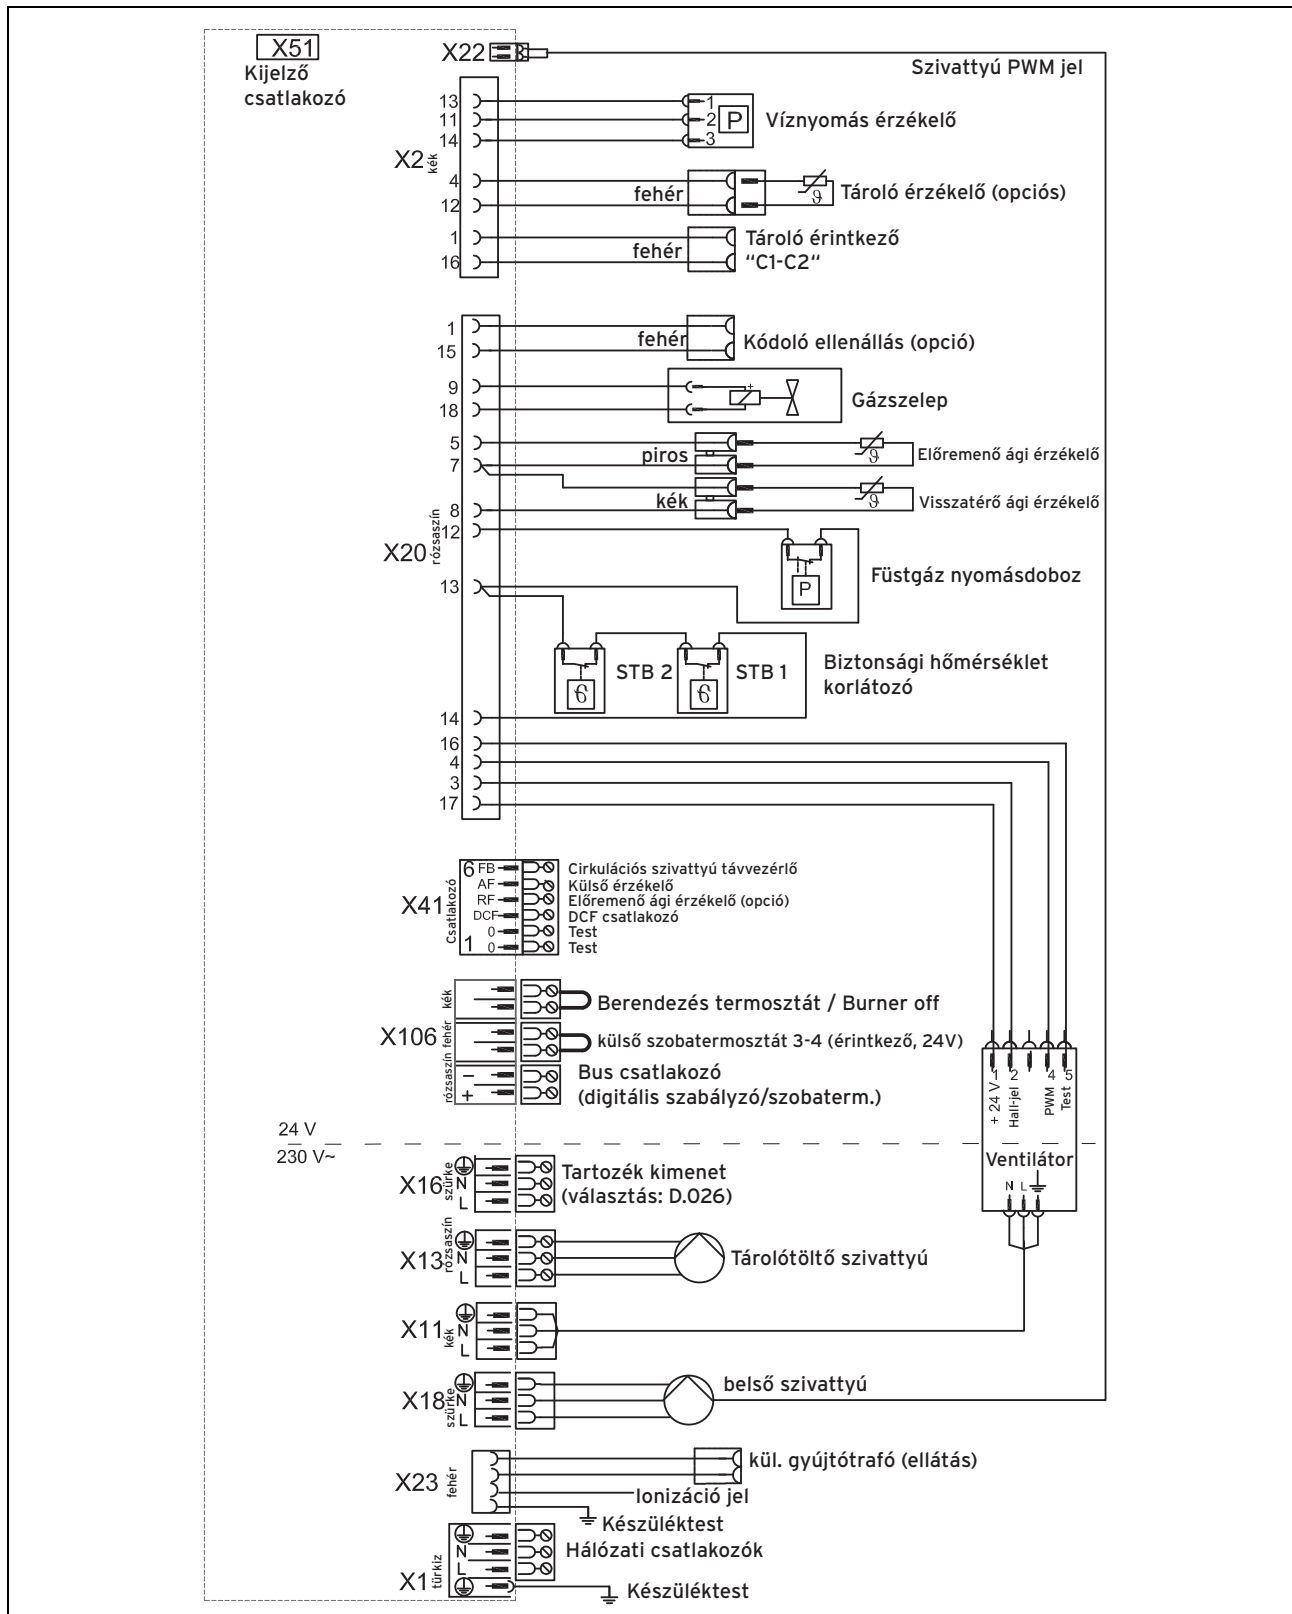 X51
Kijelző
csatlakozó
X22
Szivattyú PWM jel
X2
kék
13
11
14
4
12
1
16
1
2
3
P
Víznyomás érzékelő
fehér
ϑ
Tároló érzékelő (opciós)
fehér
Tároló érintkező
“C1-C2“
X20
rózsaszín
1
15
9
18
5
7
8
12
13
14
16
4
3
17
fehér
Kódoló ellenállás (opció)
+
Gázszelep
piros
ϑ
Előremenő ági érzékelő
kék
ϑ
Visszatérő ági érzékelő
P
Füstgáz nyomásdoboz
STB 2
STB 1
ϑ
ϑ
Biztonsági hőmérséklet
korlátozó
X41
Csatlakozó
6 FB
Cirkulációs szivattyú távvezérlő
AF
Külső érzékelő
RF
Előremenő ági érzékelő (opció)
DCF
DCF csatlakozó
0
Test
1 0
Test
X106
kék
Berendezés termosztát / Burner off
fehér
külső szobatermosztát 3-4 (érintkező, 24V)
rózsaszín
–
+
Bus csatlakozó
(digitális szabályzó/szobaterm.)
1 2 4 5
+ 24 V
Hall-jel
PWM
Test
Ventilátor
N L
24 V
230 V~
X16
szürke
N
L
Tartozék kimenet
(választás: D.026)
X13
rózsaszín
N
L
Tárolótöltő szivattyú
X11
kék
N
L
X18
szürke
N
L
belső szivattyú
X23
fehér
kül. gyújtótrafó (ellátás)
Ionizáció jel
Készüléktest
X1
türkiz
N
L
Hálózati csatlakozók
Készüléktest